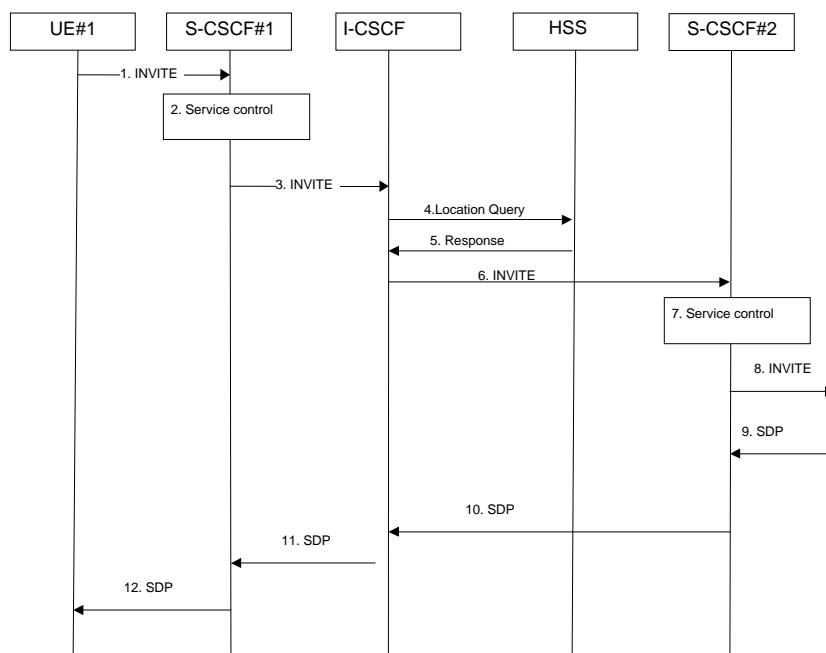 UE#1
S-CSCF#1
I-CSCF
HSS
S-CSCF#2
1. INVITE
2. Service control
3. INVITE
4.Location Query
5. Response
6. INVITE
7. Service control
8. INVITE
9. SDP
10. SDP
11. SDP
12. SDP